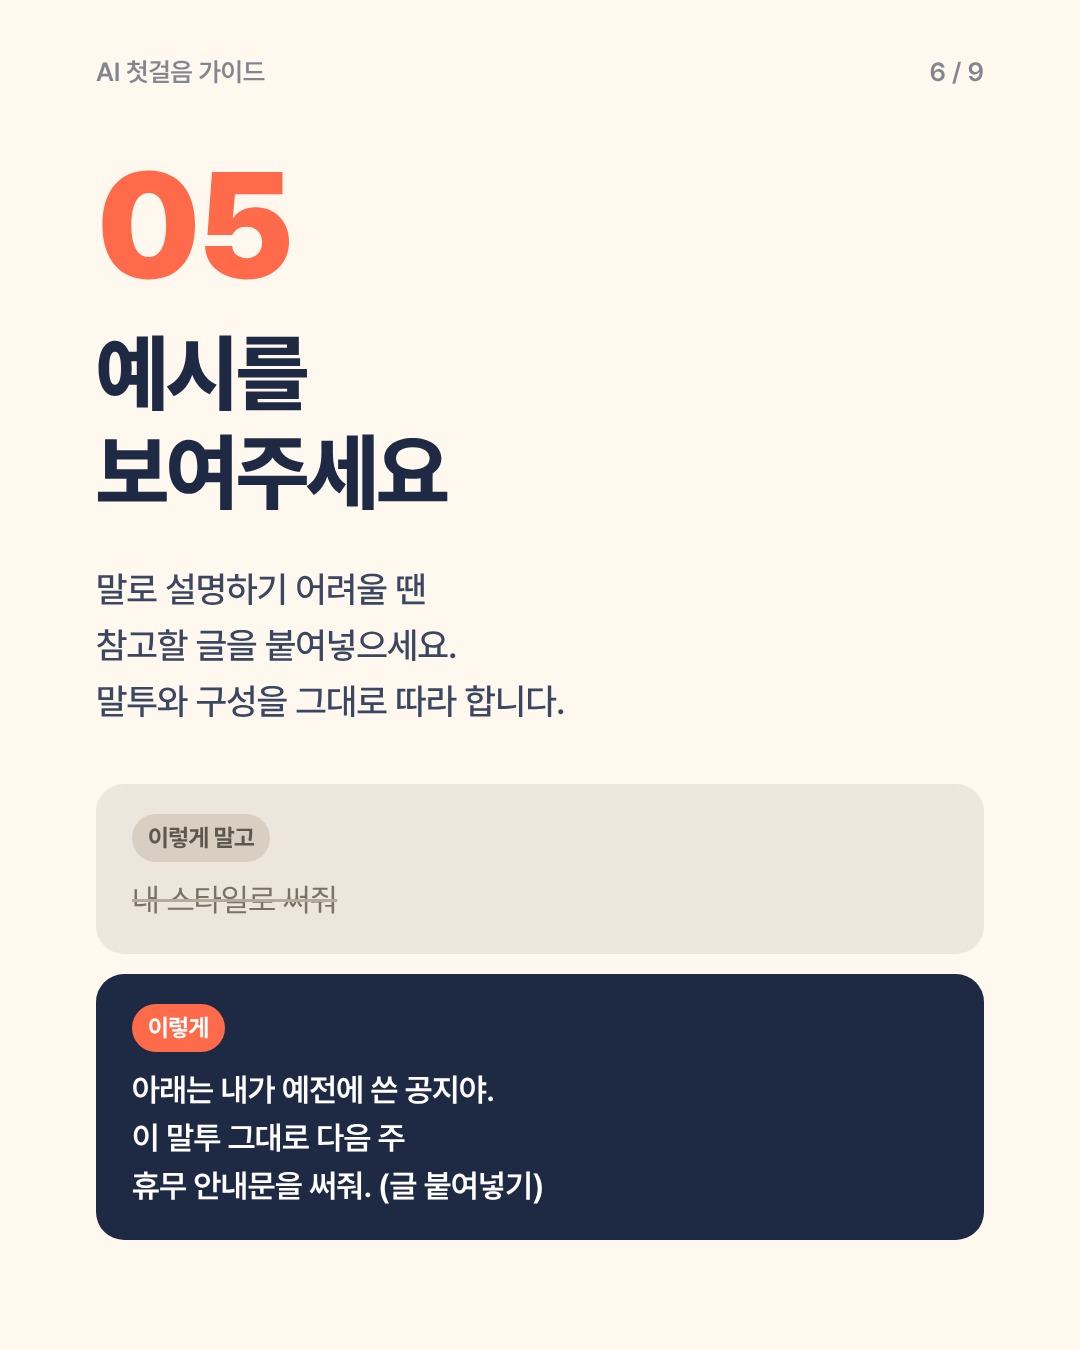 AI 첫걸음 가이드
6 / 9
05
예시를
보여주세요
말로 설명하기 어려울 땐
참고할 글을 붙여넣으세요.
말투와 구성을 그대로 따라 합니다.
이렇게 말고
내 스타일로 써줘
이렇게
아래는 내가 예전에 쓴 공지야.
이 말투 그대로 다음 주
휴무 안내문을 써줘. (글 붙여넣기)